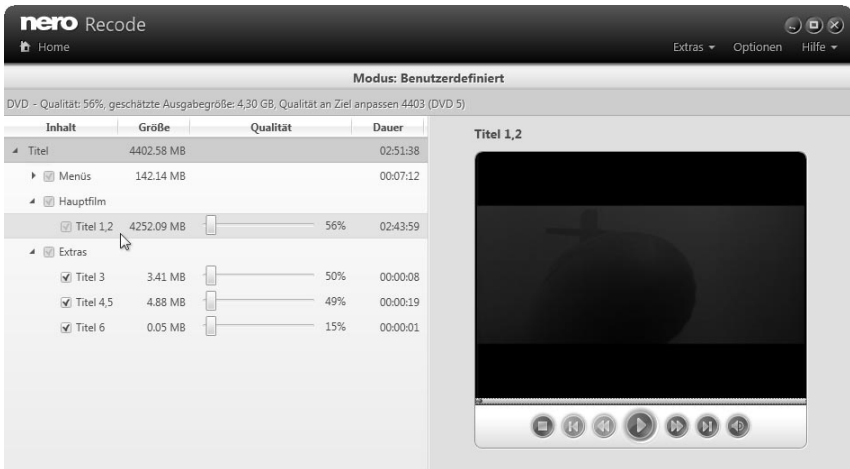 nero Recode
Home
Extras Optionen Hilfe
Modus: Benutzerdefiniert
DVD - Qualität: 56%, geschätzte Ausgabegröße: 4,30 GB, Qualität an Ziel anpassen 4403 (DVD 5)
Inhalt Größe Qualität Dauer
Titel 4402.58 MB 02:51:38
Menüs 142.14 MB 00:07:12
Hauptfilm
Titel 1,2 4252.09 MB 56% 02:43:59
Extras
Titel 3 3.41 MB 50% 00:00:08
Titel 4,5 4.88 MB 49% 00:00:19
Titel 6 0.05 MB 15% 00:00:01
Titel 1,2